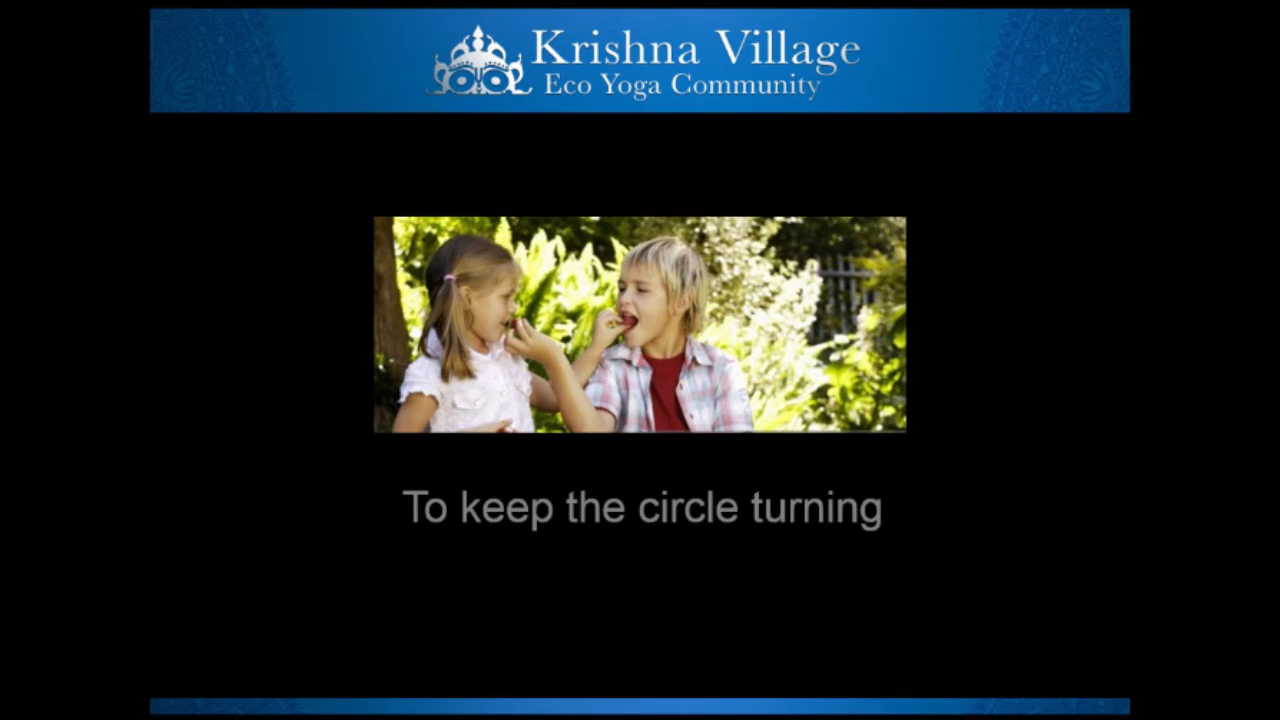 Krishna Village
Eco Yoga Community
To keep the circle turning